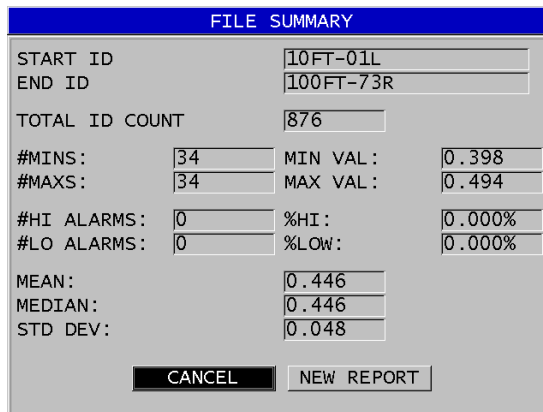 FILE SUMMARY
START ID 10FT-01L
END ID 100FT-73R
TOTAL ID COUNT 876
#MINS: 34 MIN VAL: 0.398
#MAXS: 34 MAX VAL: 0.494
#HI ALARMS: 0 %HI: 0.000%
#LO ALARMS: 0 %LOW: 0.000%
MEAN: 0.446
MEDIAN: 0.446
STD DEV: 0.048
CANCEL NEW REPORT